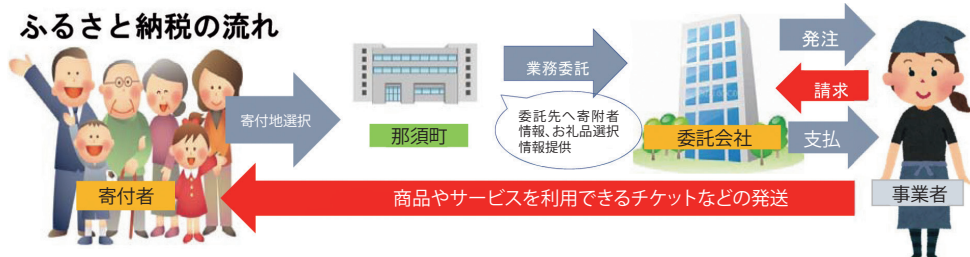 ふるさと納税の流れ
寄付地選択
那須町
業務委託
委託先へ寄附者
情報、お礼品選択
情報提供
委託会社
発注
請求
支払
寄付者
商品やサービスを利用できるチケットなどの発送
事業者